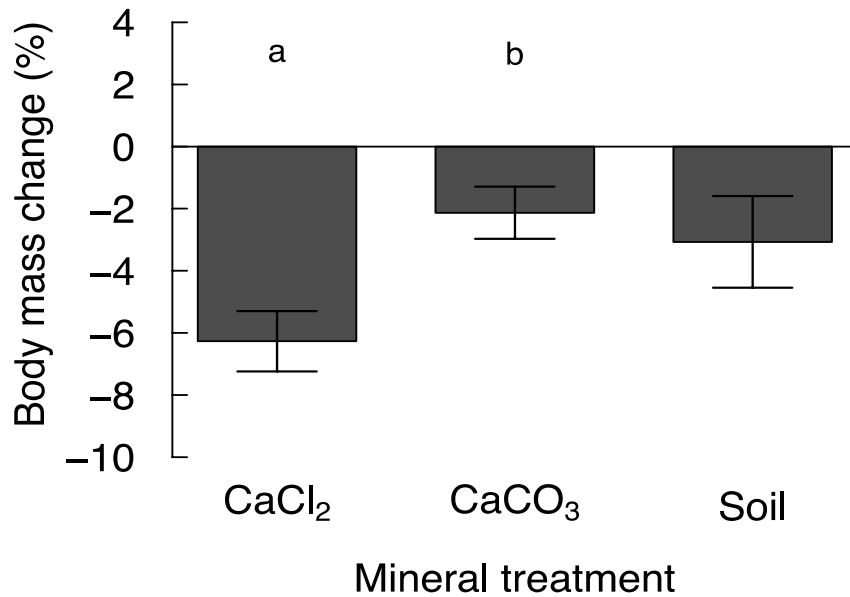 Body mass change (%)
4
2
0
−2
−4
−6
−8
−10
a b
CaCl₂ CaCO₃ Soil
Mineral treatment